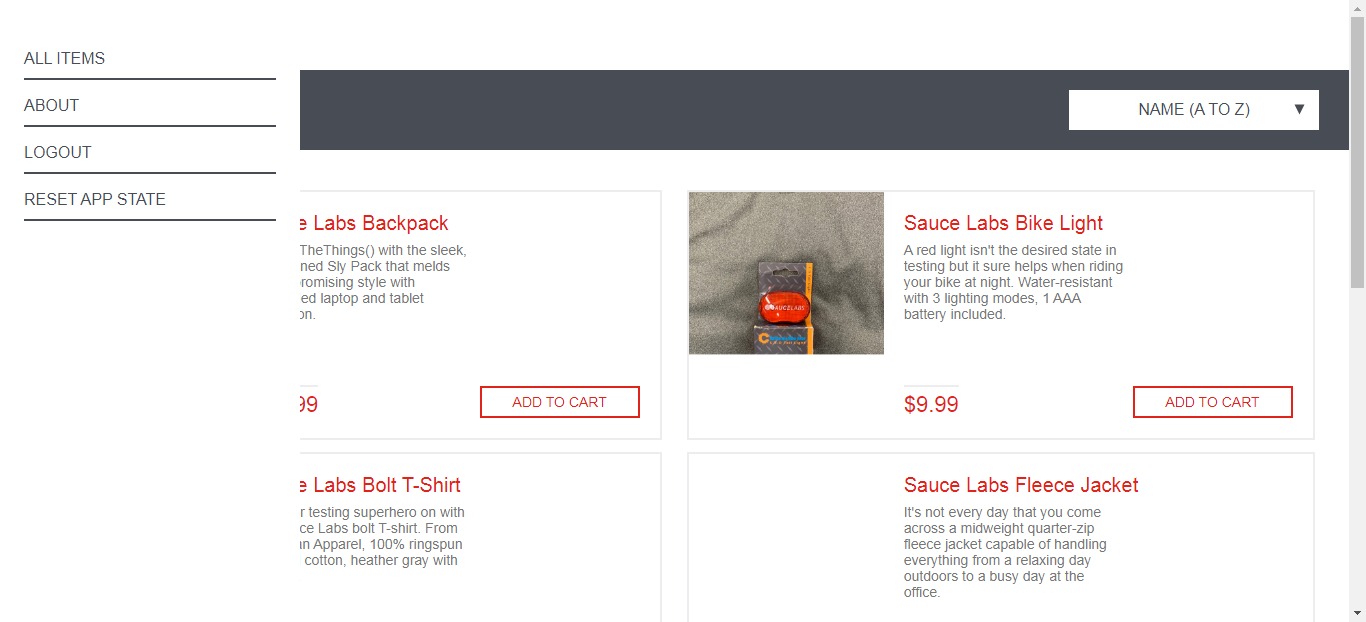 ALL ITEMS
ABOUT
LOGOUT
RESET APP STATE
NAME (A TO Z)
▼
e Labs Backpack
TheThings() with the sleek,
ned Sly Pack that melds
romising style with
ed laptop and tablet
on.
99
ADD TO CART
SAUCELABS
Sauce Labs Bike Light
A red light isn't the desired state in
testing but it sure helps when riding
your bike at night. Water-resistant
with 3 lighting modes, 1 AAA
battery included.
$9.99
ADD TO CART
e Labs Bolt T-Shirt
r testing superhero on with
ce Labs bolt T-shirt. From
an Apparel, 100% ringspun
cotton, heather gray with
Sauce Labs Fleece Jacket
It's not every day that you come
across a midweight quarter-zip
fleece jacket capable of handling
everything from a relaxing day
outdoors to a busy day at the
office.